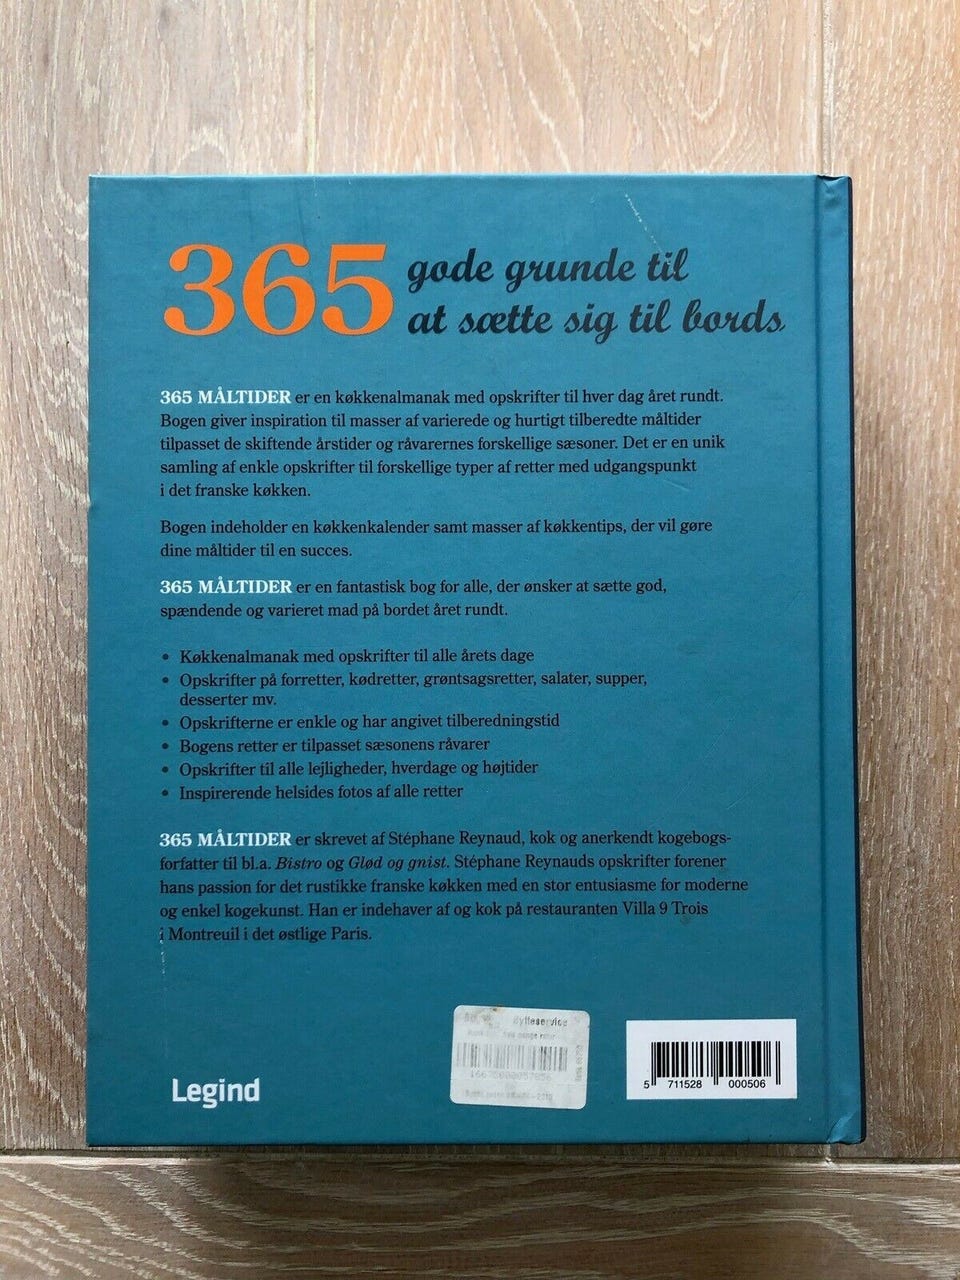 365 gode grunde til
at sætte sig til bords
365 MÅLTIDER er en køkkenalmanak med opskrifter til hver dag året rundt.
Bogen giver inspiration til masser af varierede og hurtigt tilberedte måltider
tilpasset de skiftende årstider og råvarernes forskellige sæsoner. Det er en unik
samling af enkle opskrifter til forskellige typer af retter med udgangspunkt
i det franske køkken.
Bogen indeholder en køkkenkalender samt masser af køkkentips, der vil gøre
dine måltider til en succes.
365 MÅLTIDER er en fantastisk bog for alle, der ønsker at sætte god,
spændende og varieret mad på bordet året rundt.
• Køkkenalmanak med opskrifter til alle årets dage
• Opskrifter på forretter, kødretter, grøntsagsretter, salater, supper,
desserter mv.
• Opskrifterne er enkle og har angivet tilberedningstid
• Bogens retter er tilpasset sæsonens råvarer
• Opskrifter til alle lejligheder, hverdage og højtider
• Inspirerende helsides fotos af alle retter
365 MÅLTIDER er skrevet af Stéphane Reynaud, kok og anerkendt kogebogs-
forfatter til bl.a. Bistro og Glød og gnist. Stéphane Reynauds opskrifter forener
hans passion for det rustikke franske køkken med en stor entusiasme for moderne
og enkel kogekunst. Han er indehaver af og kok på restauranten Villa 9 Trois
i Montreuil i det østlige Paris.
Bytteservice
Legind
5 711528 000506